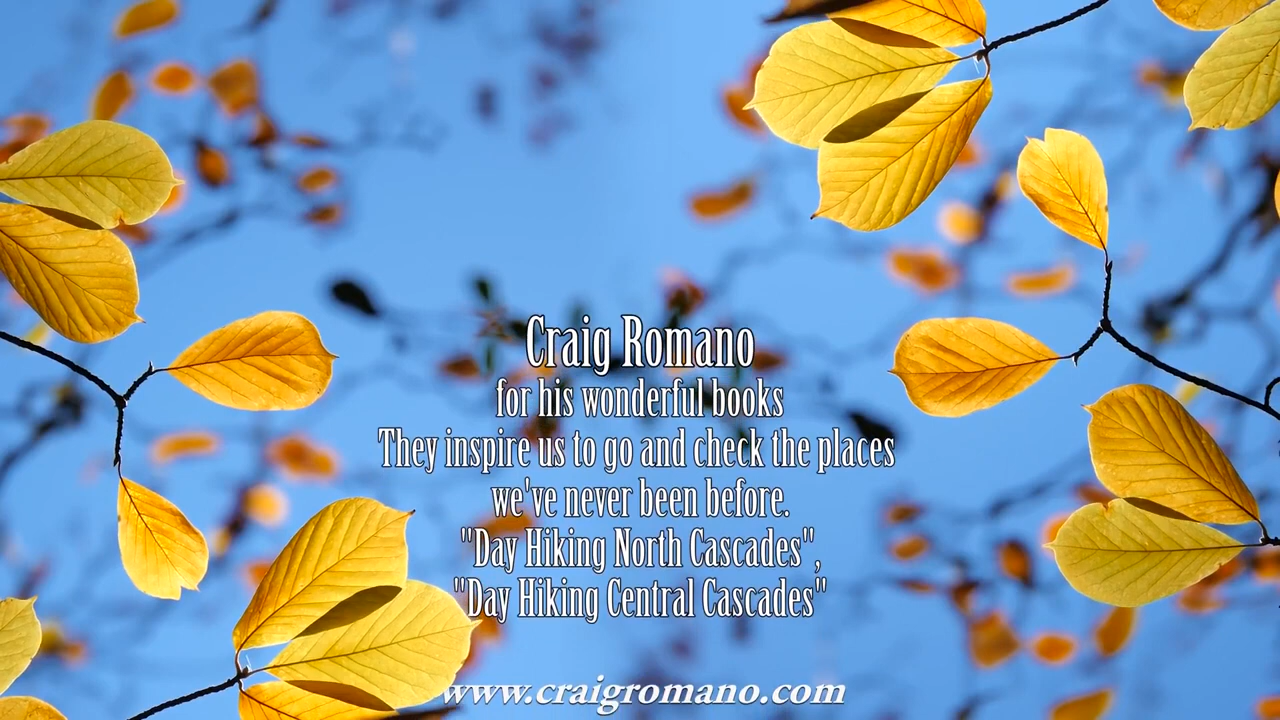 Craig Romano
for his wonderful books
They inspire us to go and check the places
we've never been before.
"Day Hiking North Cascades",
"Day Hiking Central Cascades"
www.craigromano.com